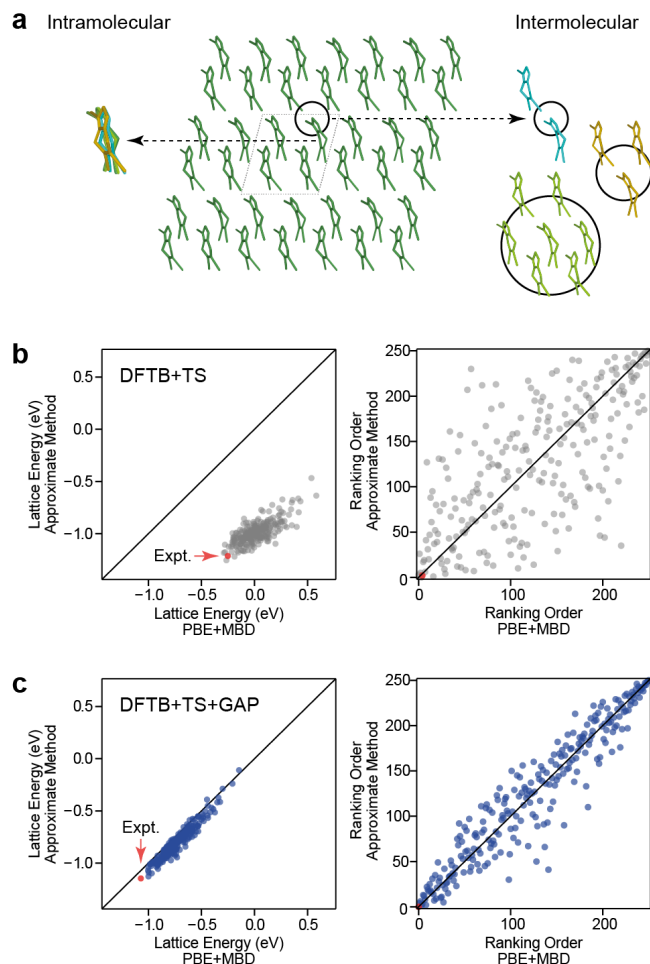 a
Intramolecular
Intermolecular
b
DFTB+TS
Expt.
0.5
0.0
−0.5
−1.0
−1.0
−0.5
0.0
0.5
Lattice Energy (eV)
Approximate Method
Lattice Energy (eV)
PBE+MBD
250
200
150
100
50
0
0
100
200
Ranking Order
Approximate Method
Ranking Order
PBE+MBD
c
DFTB+TS+GAP
Expt.
0.5
0.0
−0.5
−1.0
−1.0
−0.5
0.0
0.5
Lattice Energy (eV)
Approximate Method
Lattice Energy (eV)
PBE+MBD
250
200
150
100
50
0
0
100
200
Ranking Order
Approximate Method
Ranking Order
PBE+MBD